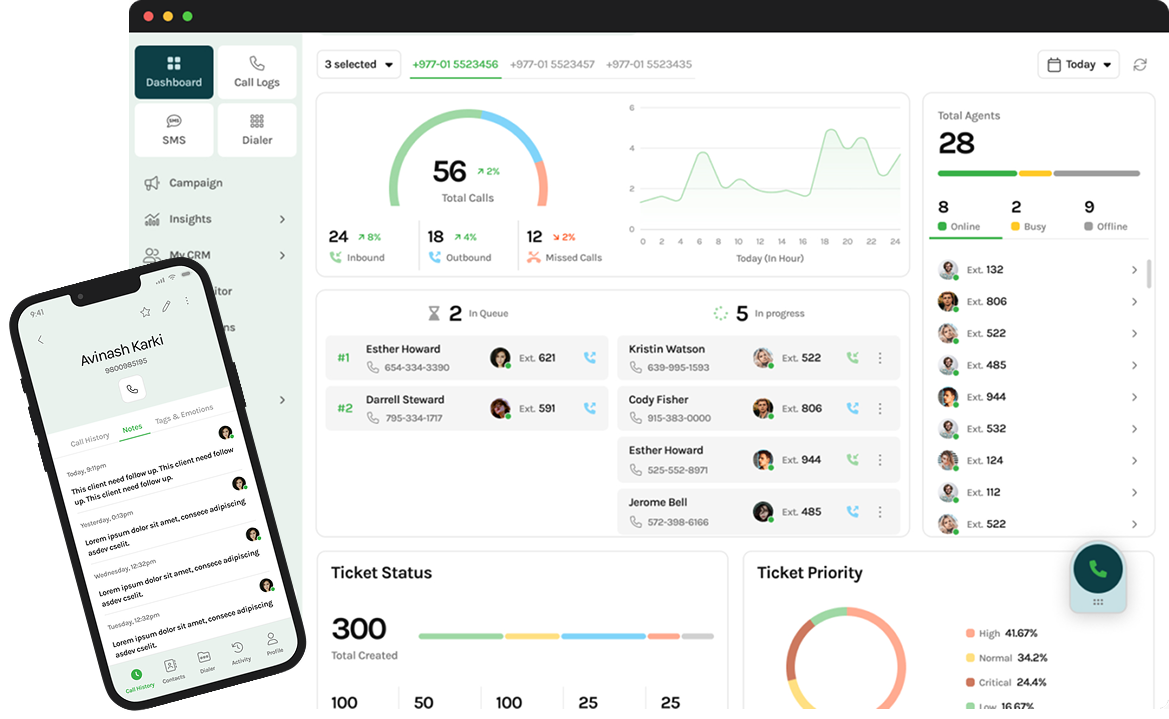 3 selected
+977-01 5523456
+977-01 5523457
+977-01 5523435
Today
Dashboard
Call Logs
SMS
SMS
Dialer
Campaign
Insights
My CRM
itor
ns
56
2%
Total Calls
24
8%
Inbound
18
4%
Outbound
12
2%
Missed Calls
6
4
2
0
0 2 4 6 8 10 12 14 16 18 20 22 24
Today (In Hour)
Total Agents
28
8
Online
2
Busy
9
Offline
Ext. 132
Ext. 806
Ext. 522
Ext. 485
Ext. 944
Ext. 532
Ext. 124
Ext. 112
Ext. 522
2 In Queue
#1
Esther Howard
654-334-3390
Ext. 621
#2
Darrell Steward
795-334-1717
Ext. 591
5 In progress
Kristin Watson
639-995-1593
Ext. 522
Cody Fisher
915-383-0000
Ext. 806
Esther Howard
525-552-8971
Ext. 944
Jerome Bell
572-398-6166
Ext. 485
Ticket Status
300
Total Created
100
50
100
25
25
Ticket Priority
High 41.67%
Normal 34.2%
Critical 24.4%
Low 16.67%
9:41
Avinash Karki
9800985195
Call History
Notes
Tags & Emotions
Today, 9:11pm
This client need follow up. This client need follow
up. This client need follow up.
Yesterday, 0:13pm
Lorem ipsum dolor sit amet, consece adipiscing
asdev cselit.
Wednesday, 12:32pm
Lorem ipsum dolor sit amet, consece adipiscing
asdev cselit.
Tuesday, 12:32pm
Lorem ipsum dolor sit amet, consece adipiscing
asdev cselit.
Call History
Contacts
Dialer
Activity
Profile